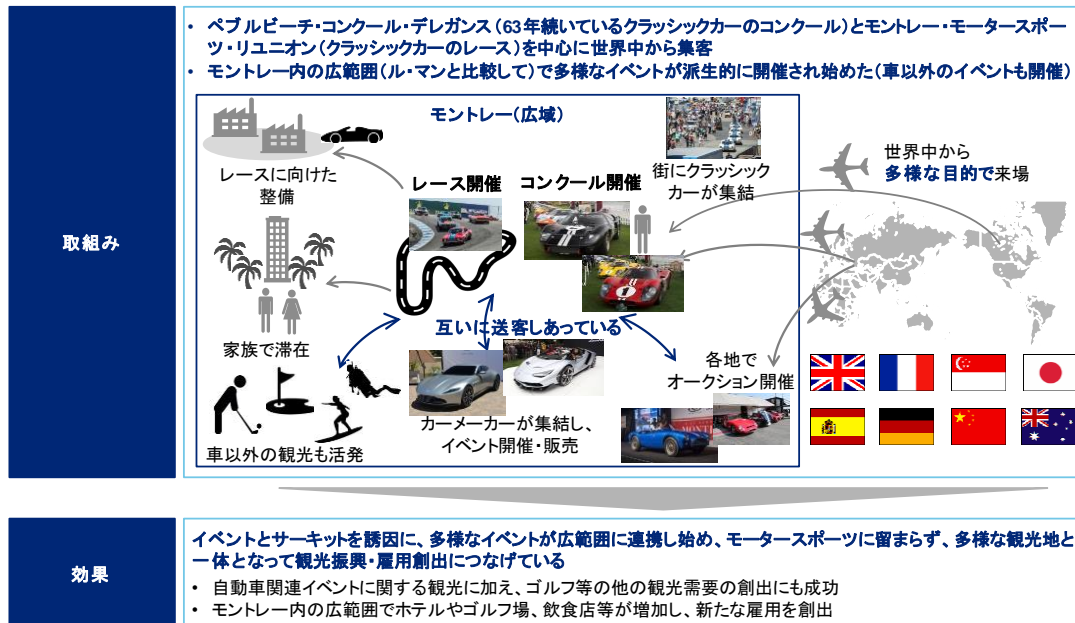 取組み
• ペブルビーチ・コンクール・デレガンス(63年続いているクラッシックカーのコンクール)とモントレー・モータースポー
ツ・リユニオン(クラッシックカーのレース)を中心に世界中から集客
• モントレー内の広範囲(ル・マンと比較して)で多様なイベントが派生的に開催され始めた(車以外のイベントも開催)
モントレー(広域)
レースに向けた
整備
レース開催
コンクール開催
街にクラッシック
カーが集結
世界中から
多様な目的で来場
家族で滞在
互いに送客しあっている
車以外の観光も活発
カーメーカーが集結し、
イベント開催・販売
各地で
オークション開催
効果
イベントとサーキットを誘因に、多様なイベントが広範囲に連携し始め、モータースポーツに留まらず、多様な観光地と
一体となって観光振興・雇用創出につなげている
• 自動車関連イベントに関する観光に加え、ゴルフ等の他の観光需要の創出にも成功
• モントレー内の広範囲でホテルやゴルフ場、飲食店等が増加し、新たな雇用を創出